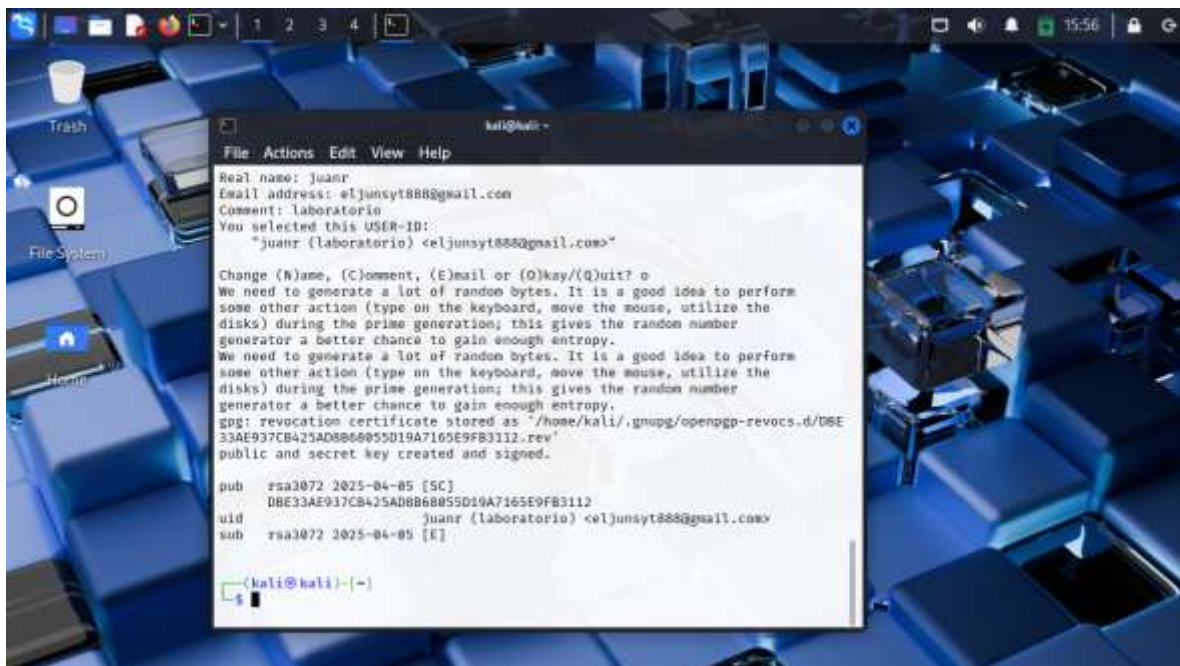 1 2 3 4
15:56
Trash
File System
Home
kali@kali: ~
File Actions Edit View Help
Real name: juanr
Email address: eljunsyt888@gmail.com
Comment: laboratorio
You selected this USER-ID:
"juanr (laboratorio) <eljunsyt888@gmail.com>"
Change (N)ame, (C)omment, (E)mail or (O)kay/(Q)uit? o
We need to generate a lot of random bytes. It is a good idea to perform
some other action (type on the keyboard, move the mouse, utilize the
disks) during the prime generation; this gives the random number
generator a better chance to gain enough entropy.
We need to generate a lot of random bytes. It is a good idea to perform
some other action (type on the keyboard, move the mouse, utilize the
disks) during the prime generation; this gives the random number
generator a better chance to gain enough entropy.
gpg: revocation certificate stored as '/home/kali/.gnupg/openpgp-revocs.d/DBE
33AE937CB425AD8B68055D19A7165E9FB3112.rev'
public and secret key created and signed.
pub rsa3072 2025-04-05 [SC]
DBE33AE937CB425AD8B68055D19A7165E9FB3112
uid juanr (laboratorio) <eljunsyt888@gmail.com>
sub rsa3072 2025-04-05 [E]
(kali㉿kali)-[~]
$